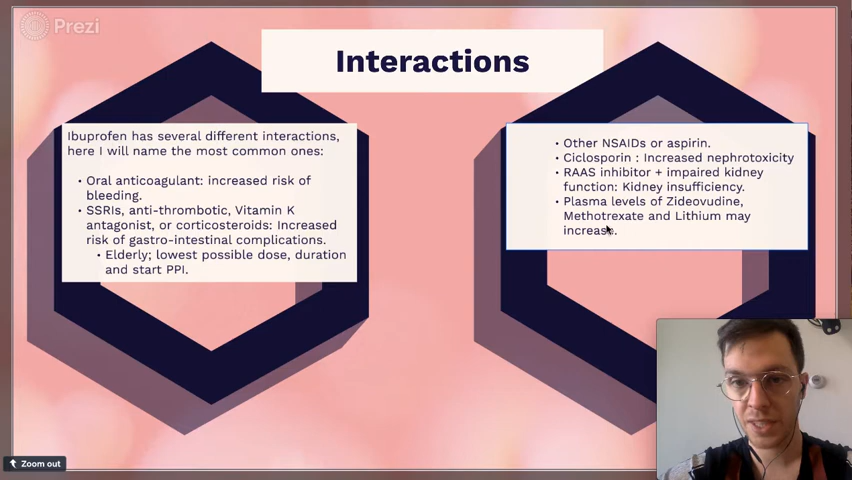 Prezi
Interactions
Ibuprofen has several different interactions,
here I will name the most common ones:
• Oral anticoagulant: increased risk of
bleeding.
• SSRIs, anti-thrombotic, Vitamin K
antagonist, or corticosteroids: Increased
risk of gastro-intestinal complications.
• Elderly; lowest possible dose, duration
and start PPI.
• Other NSAIDs or aspirin.
• Ciclosporin : Increased nephrotoxicity
• RAAS inhibitor + impaired kidney
function: Kidney insufficiency.
• Plasma levels of Zideovudine,
Methotrexate and Lithium may
increase.
Zoom out